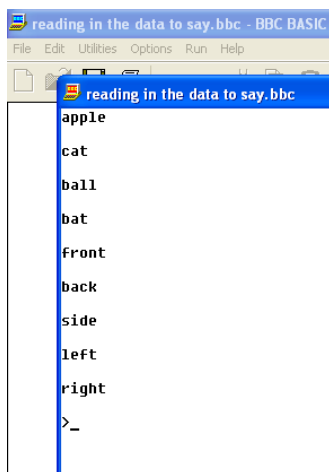 reading in the data to say.bbc - BBC BASIC
File Edit Utilities Options Run Help
reading in the data to say.bbc
apple
cat
ball
bat
front
back
side
left
right
>_